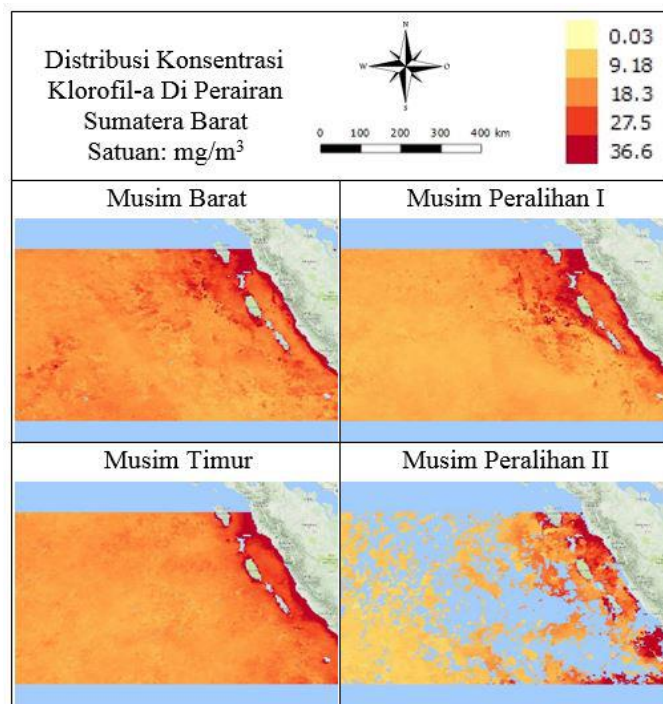 Distribusi Konsentrasi
Klorofil-a Di Perairan
Sumatera Barat
Satuan: mg/m³
N
W
O
S
0 100 200 300 400 km
0.03
9.18
18.3
27.5
36.6
Musim Barat
Musim Peralihan I
Musim Timur
Musim Peralihan II